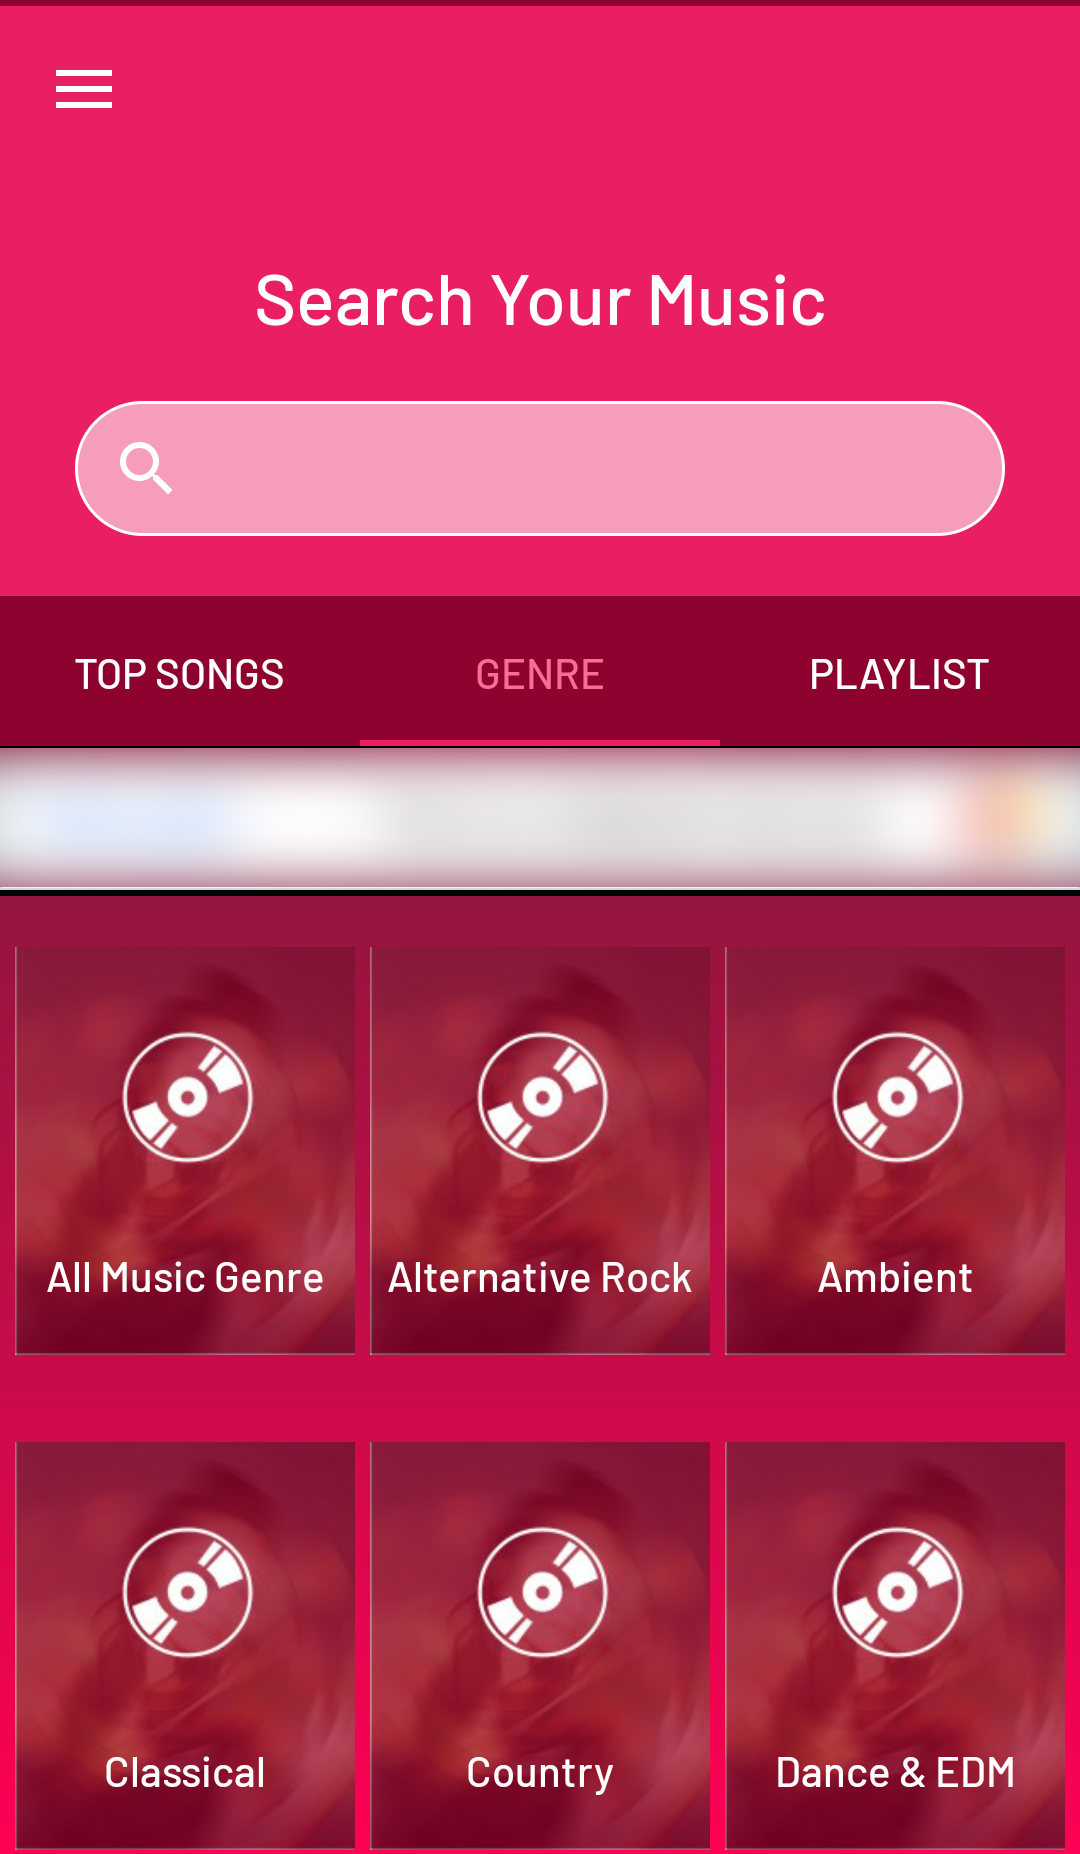 Search Your Music
TOP SONGS GENRE PLAYLIST
All Music Genre Alternative Rock Ambient
Classical Country Dance & EDM